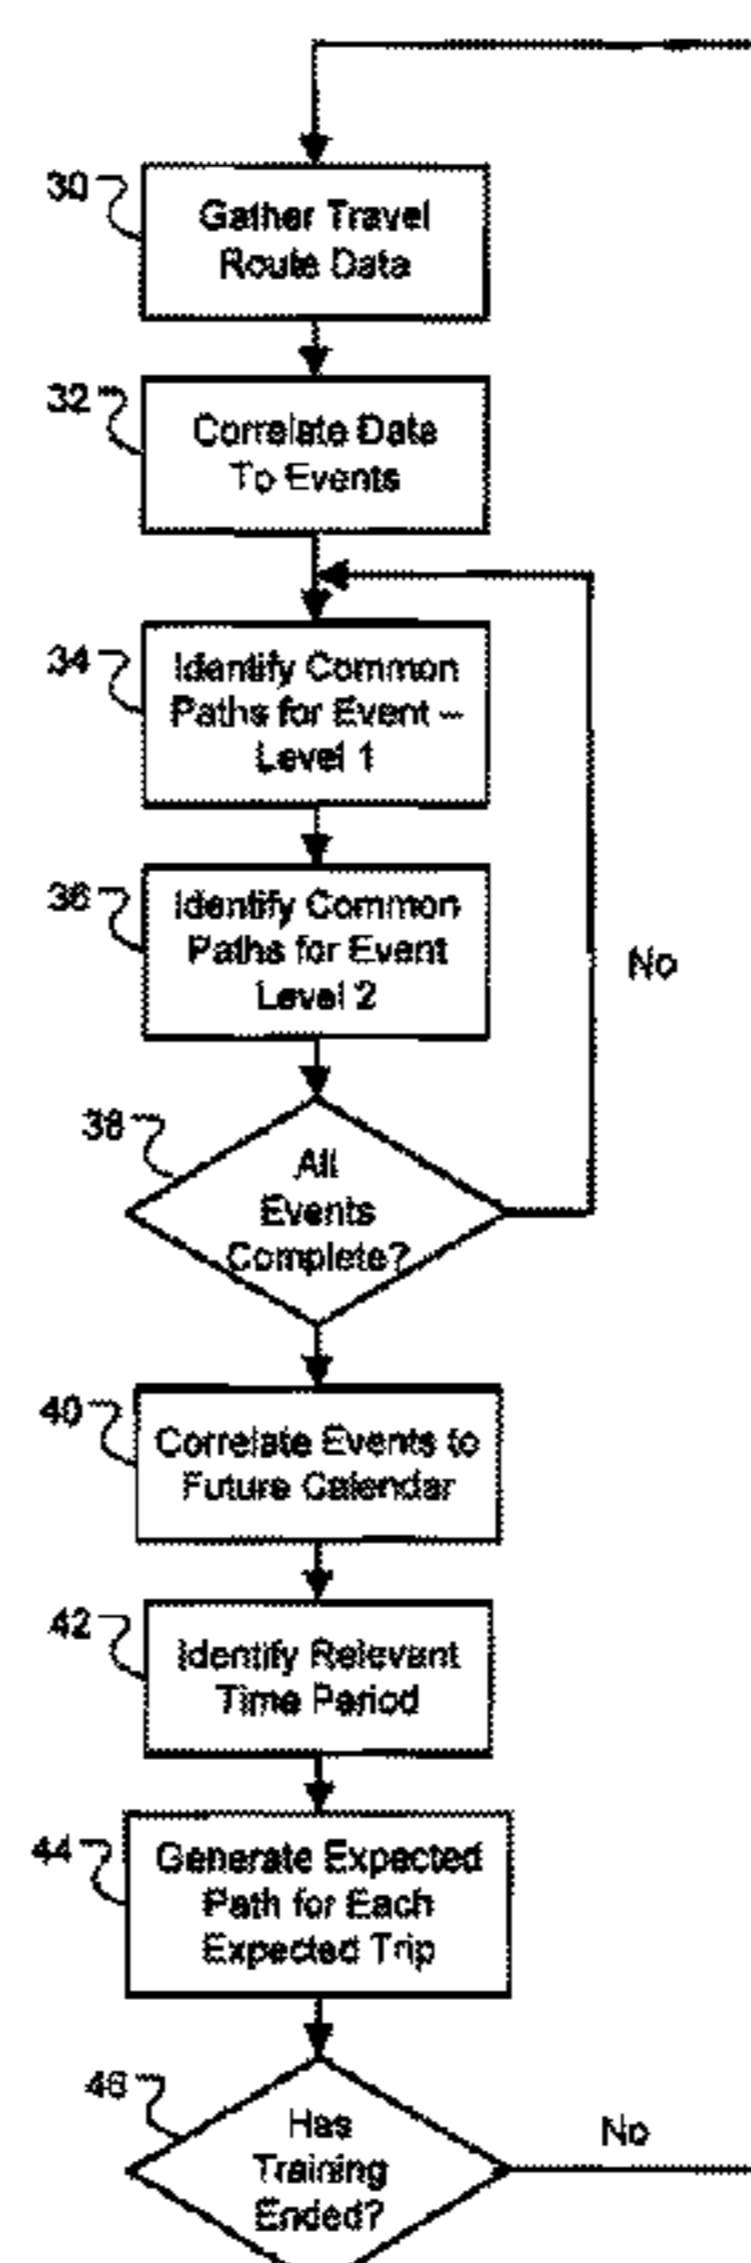 30
Gather Travel
Route Data
32
Correlate Data
To Events
34
Identify Common
Paths for Event –
Level 1
36
Identify Common
Paths for Event
Level 2
No
38
All
Events
Complete?
40
Correlate Events to
Future Calendar
42
Identify Relevant
Time Period
44
Generate Expected
Path for Each
Expected Trip
46
Has
Training
Ended?
No